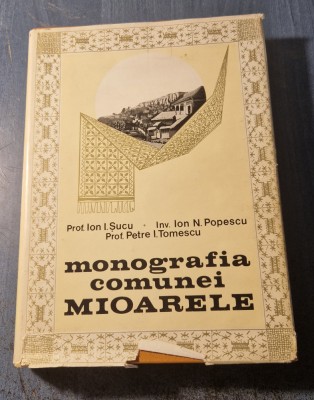 Prof. Ion I. Șucu • Inv. Ion N. Popescu
Prof. Petre I. Tomescu
monografia
comunei
MIOARELE